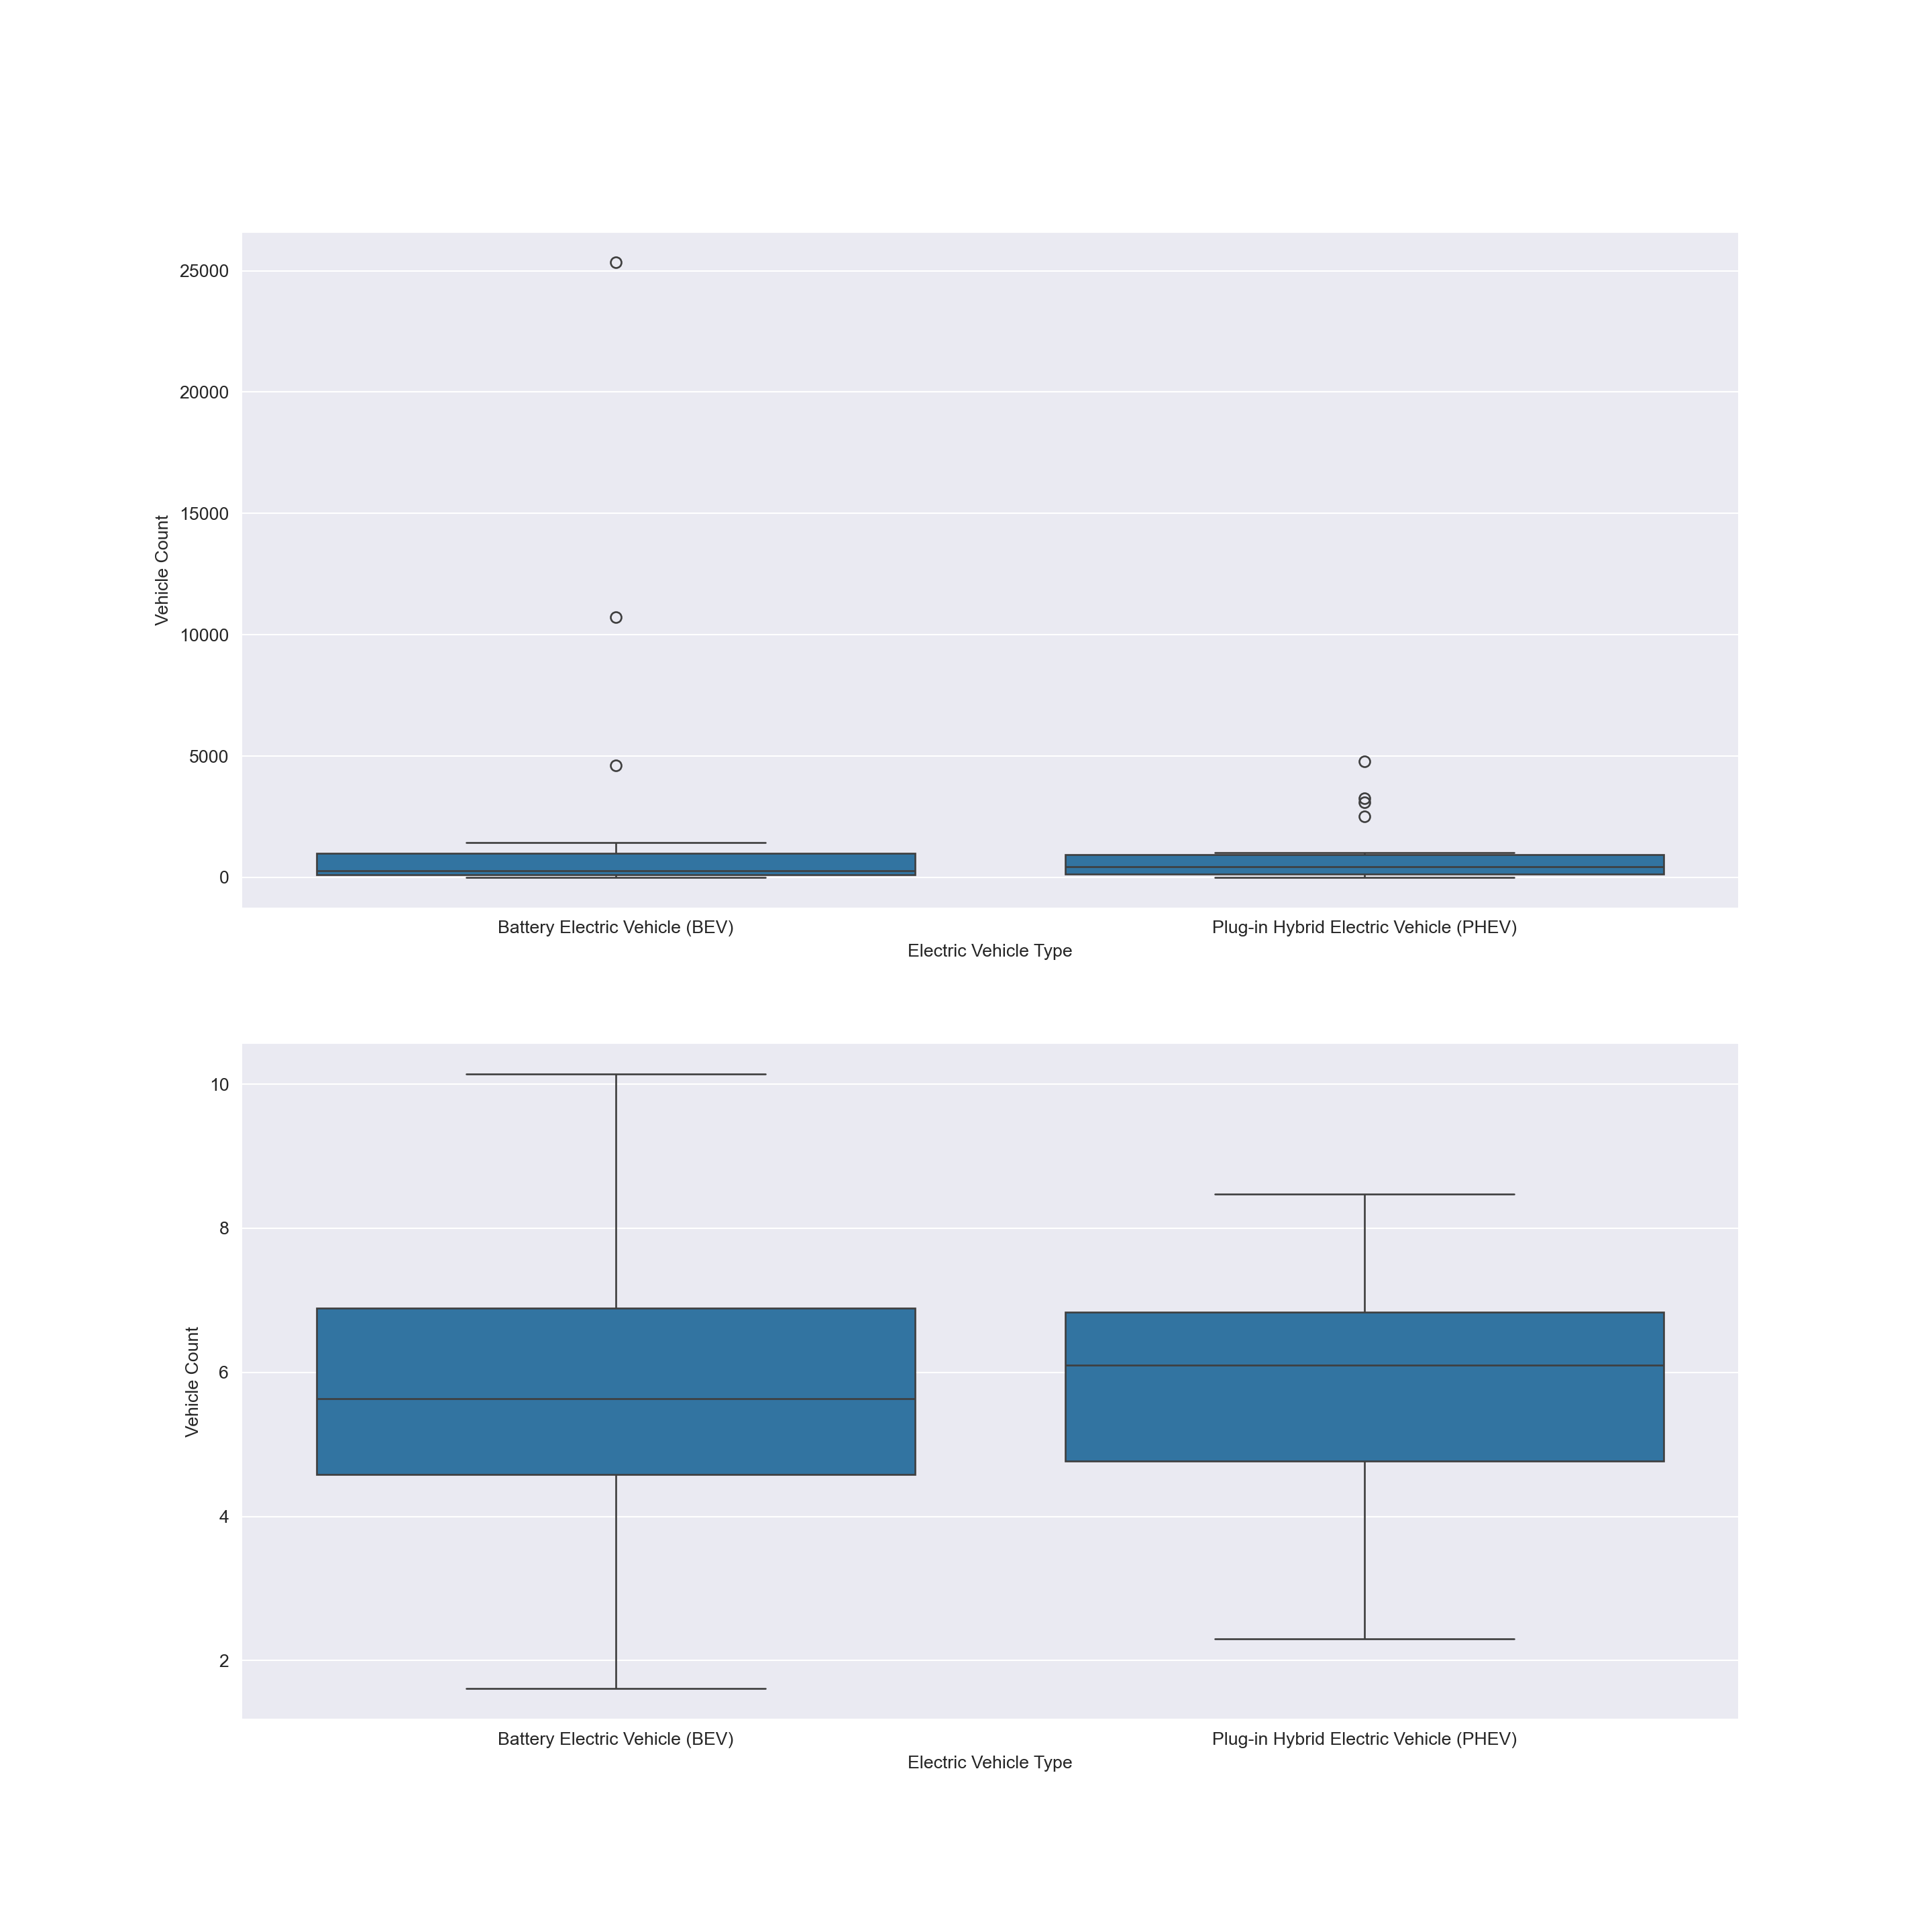 25000
20000
15000
10000
5000
0
Vehicle Count
Battery Electric Vehicle (BEV)
Plug-in Hybrid Electric Vehicle (PHEV)
Electric Vehicle Type
10
8
6
4
2
Vehicle Count
Battery Electric Vehicle (BEV)
Plug-in Hybrid Electric Vehicle (PHEV)
Electric Vehicle Type